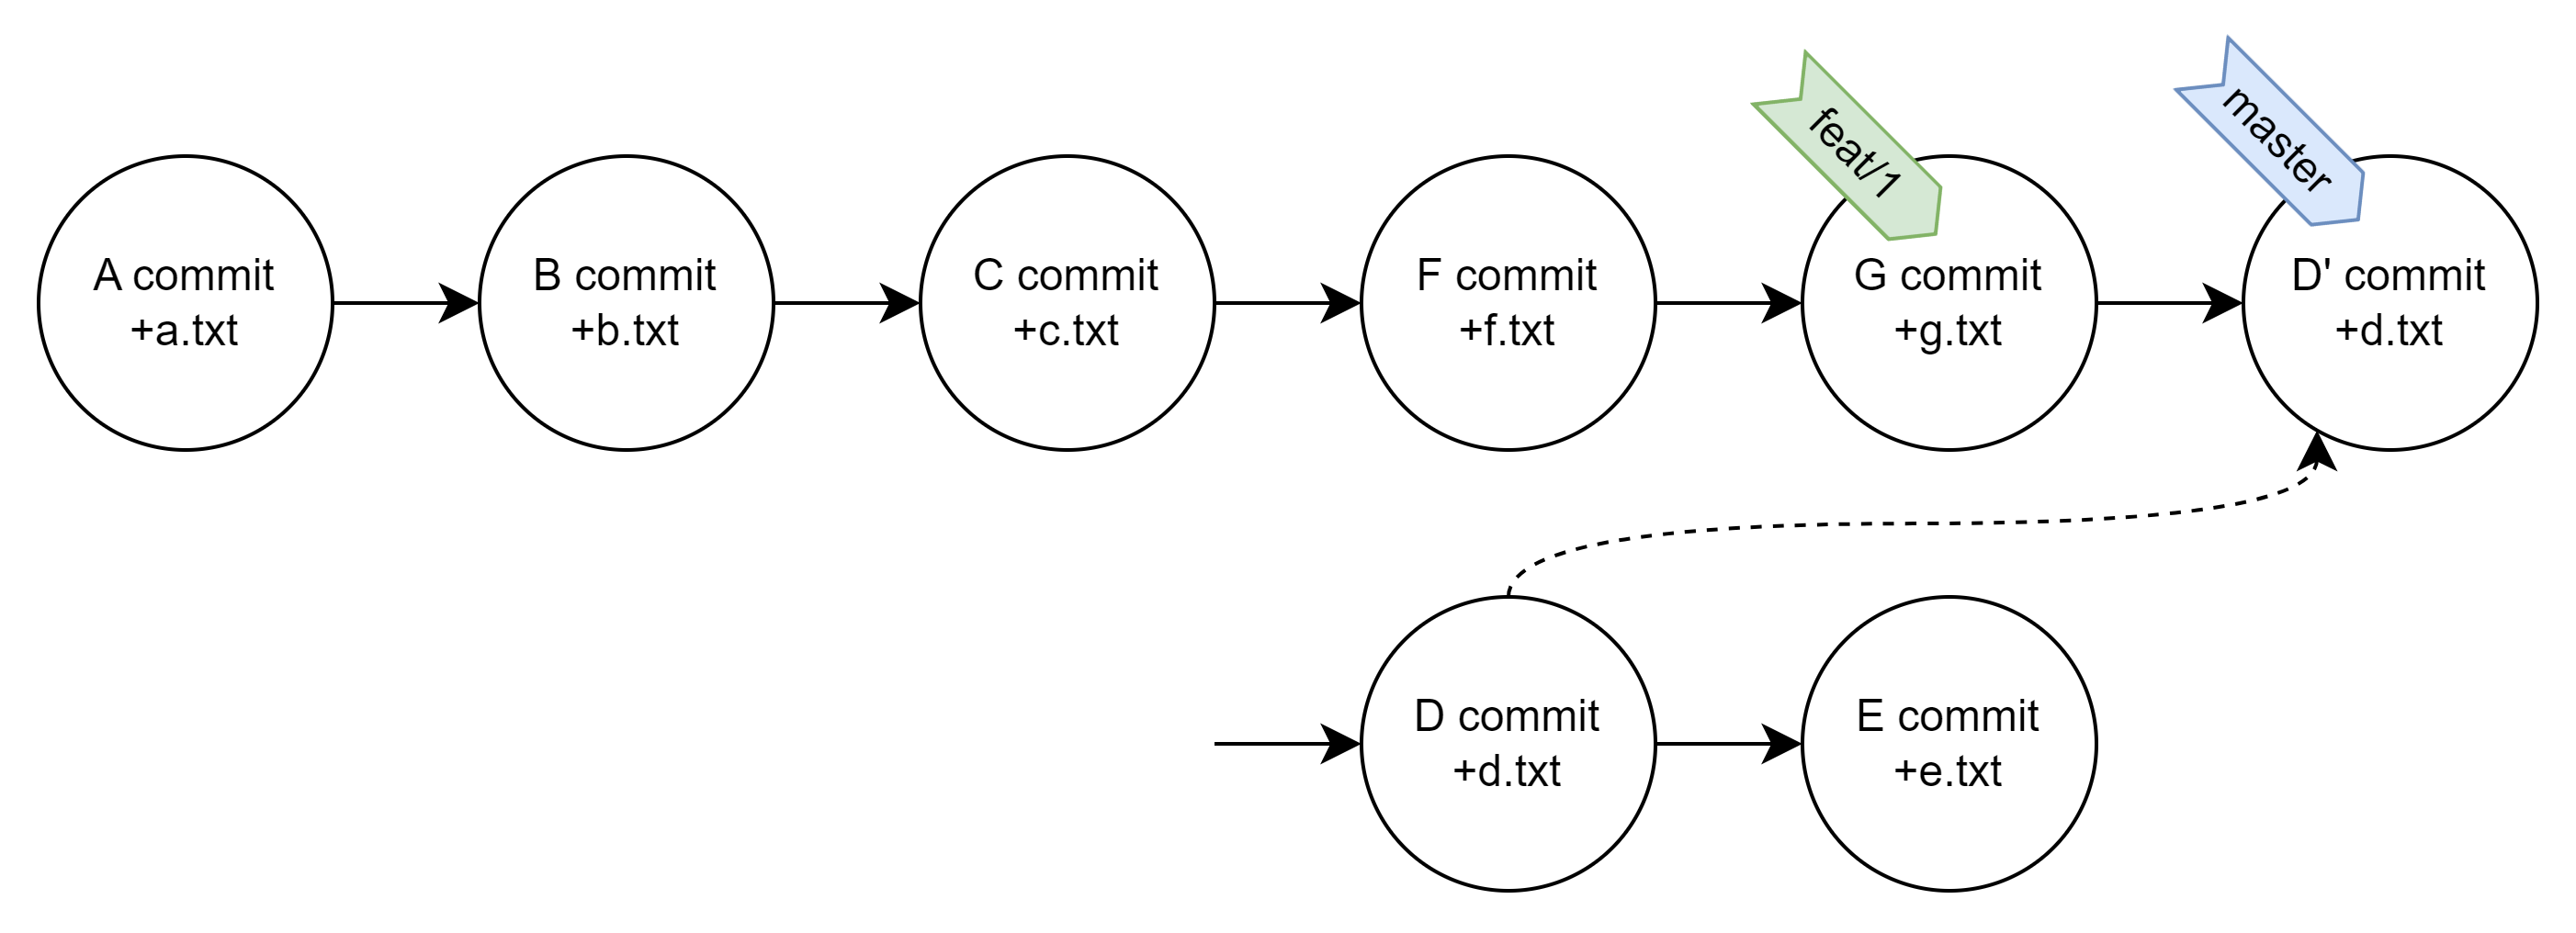 feat/1
master
A commit
+a.txt
B commit
+b.txt
C commit
+c.txt
F commit
+f.txt
G commit
+g.txt
D' commit
+d.txt
D commit
+d.txt
E commit
+e.txt